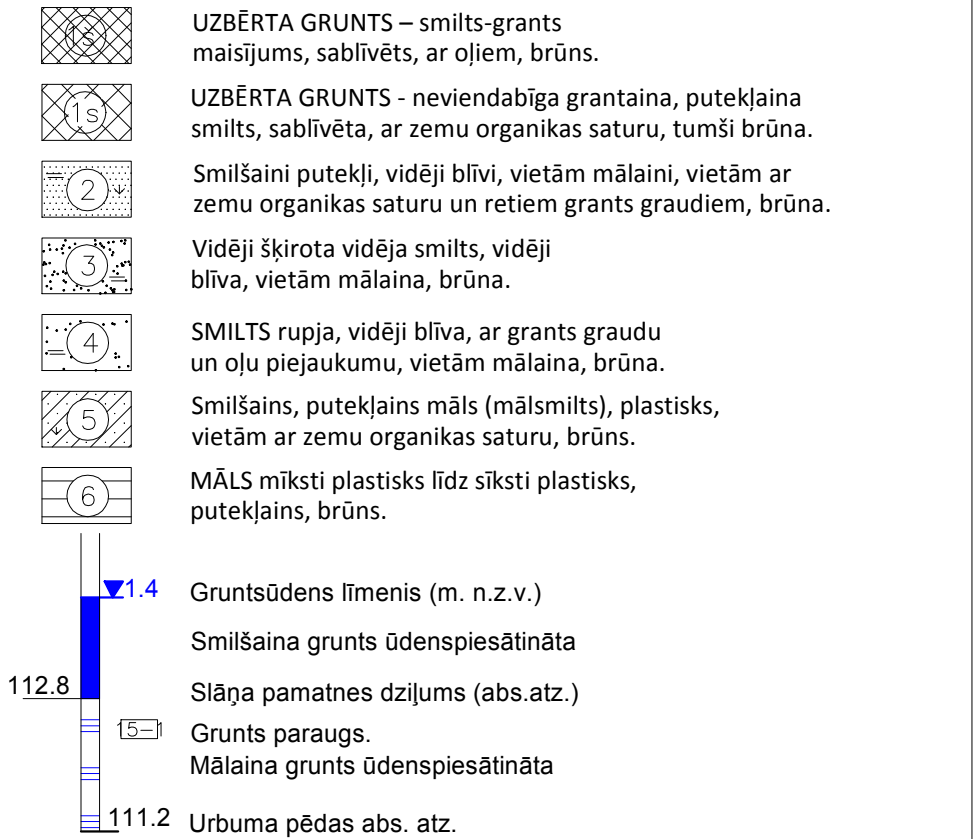 1š
UZBĒRTA GRUNTS – smilts-grants
maisījums, sablīvēts, ar oļiem, brūns.
1s
UZBĒRTA GRUNTS - neviendabīga grantaina, putekļaina
smilts, sablīvēta, ar zemu organikas saturu, tumši brūna.
2
Smilšaini putekļi, vidēji blīvi, vietām mālaini, vietām ar
zemu organikas saturu un retiem grants graudiem, brūna.
3
Vidēji šķirota vidēja smilts, vidēji
blīva, vietām mālaina, brūna.
4
SMILTS rupja, vidēji blīva, ar grants graudu
un oļu piejaukumu, vietām mālaina, brūna.
5
Smilšains, putekļains māls (mālsmilts), plastisks,
vietām ar zemu organikas saturu, brūns.
6
MĀLS mīksti plastisks līdz sīksti plastisks,
putekļains, brūns.
1.4 Gruntsūdens līmenis (m. n.z.v.)
Smilšaina grunts ūdenspiesātināta
112.8 Slāņa pamatnes dziļums (abs.atz.)
15-1 Grunts paraugs.
Mālaina grunts ūdenspiesātināta
111.2 Urbuma pēdas abs. atz.